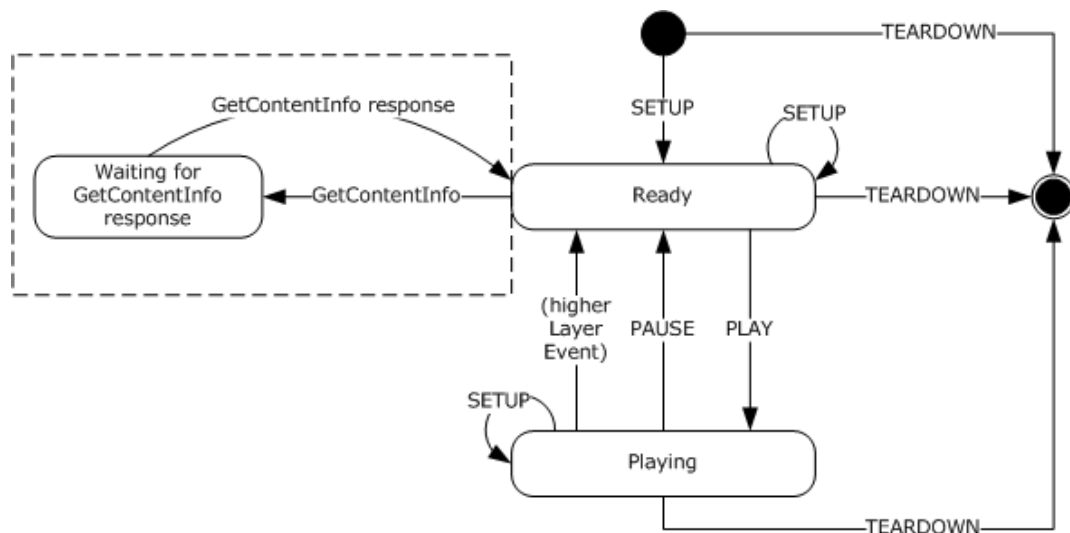 TEARDOWN
SETUP
SETUP
GetContentInfo response
Waiting for
GetContentInfo
response
GetContentInfo
Ready
TEARDOWN
(higher
Layer
Event)
PAUSE
PLAY
SETUP
Playing
TEARDOWN